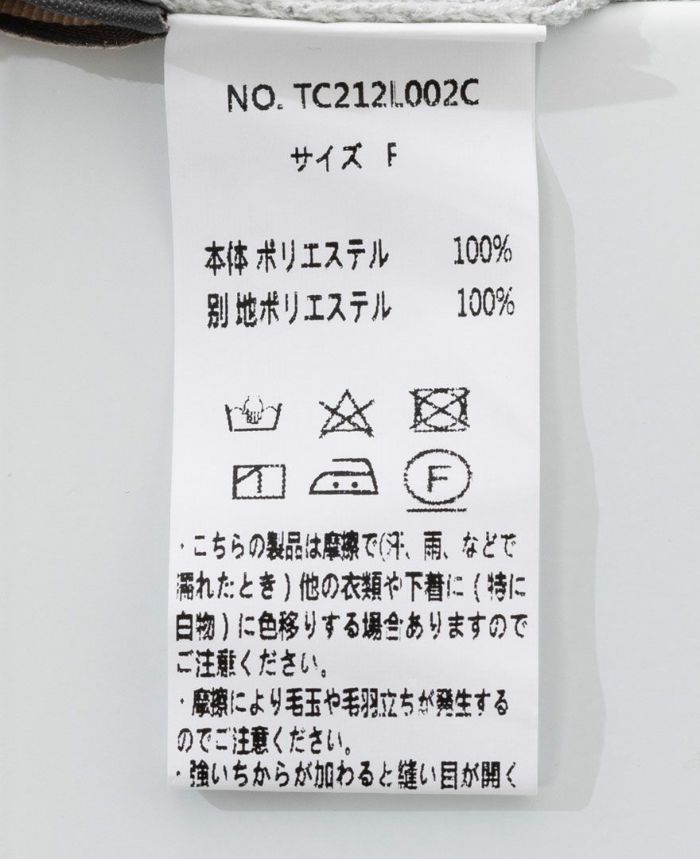 NO. TC212L002C
サイズ F
本体 ポリエステル 100%
別 地ポリエステル 100%
F
・こちらの製品は摩擦で(汗、雨、などで
濡れたとき)他の衣類や下着に(特に
白物)に色移りする場合ありますので
ご注意ください。
・摩擦により毛玉や毛羽立ちが発生する
のでご注意ください。
・強いちからが加わると縫い目が開く